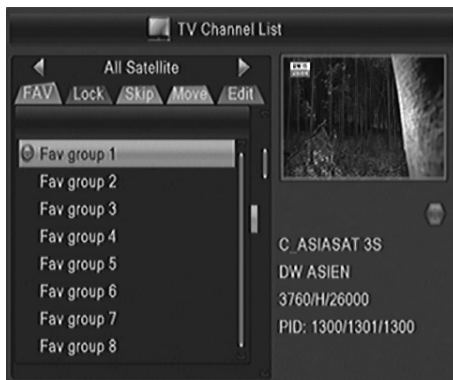 TV Channel List
All Satellite
FAV Lock Skip Move Edit
Fav group 1
Fav group 2
Fav group 3
Fav group 4
Fav group 5
Fav group 6
Fav group 7
Fav group 8
C_ASIASAT 3S
DW ASIEN
3760/H/26000
PID: 1300/1301/1300